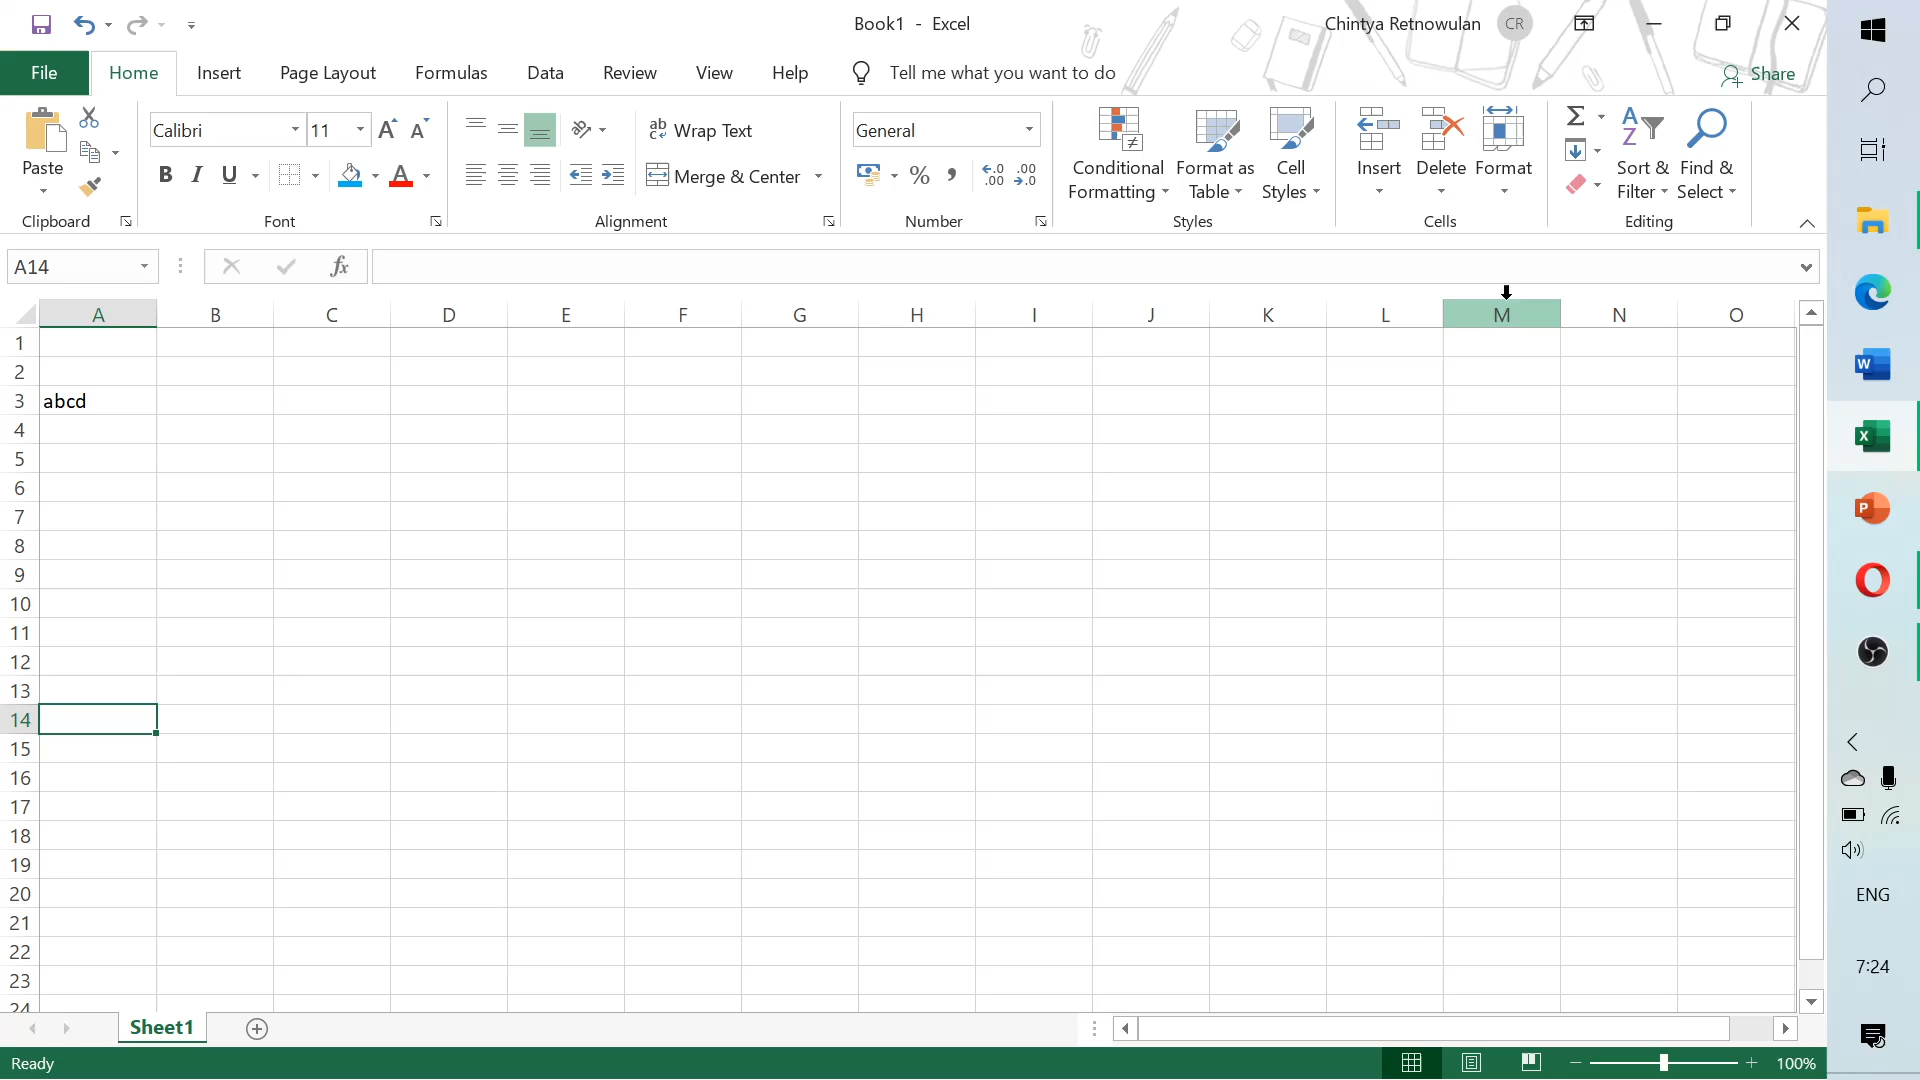 Book1 - Excel
Chintya Retnowulan
CR
File Home Insert Page Layout Formulas Data Review View Help Tell me what you want to do Share
Paste
Clipboard
Calibri 11
B I U A
Font
Wrap Text
Merge & Center
Alignment
General
% ,
Number
Conditional Formatting
Format as Table
Cell Styles
Styles
Insert Delete Format
Cells
Sort & Filter
Find & Select
Editing
A14
fx
A B C D E F G H I J K L M N O
1
2
3 abcd
4
5
6
7
8
9
10
11
12
13
14
15
16
17
18
19
20
21
22
23
24
Sheet1
Ready
100%
ENG
7:24